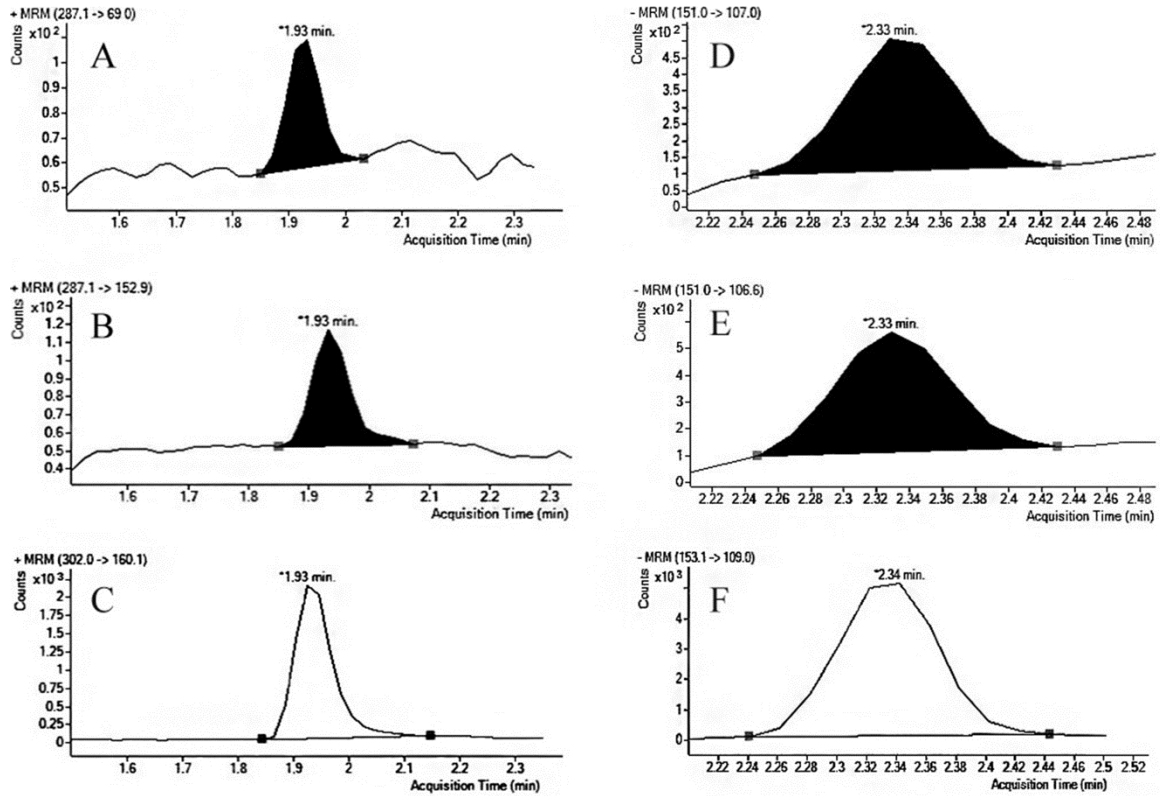 + MRM (287.1 -> 69.0)
Counts
x10²
A
*1.93 min.
1
0.9
0.8
0.7
0.6
0.5
1.6 1.7 1.8 1.9 2 2.1 2.2 2.3
Acquisition Time (min)
+ MRM (287.1 -> 152.9)
Counts
x10²
B
*1.93 min.
1.2
1.1
1
0.9
0.8
0.7
0.6
0.5
0.4
1.6 1.7 1.8 1.9 2 2.1 2.2 2.3
Acquisition Time (min)
+ MRM (302.0 -> 160.1)
Counts
x10³
C
*1.93 min.
2
1.75
1.5
1.25
1
0.75
0.5
0.25
0
1.6 1.7 1.8 1.9 2 2.1 2.2 2.3
Acquisition Time (min)
- MRM (151.0 -> 107.0)
Counts
x10²
D
*2.33 min.
4.5
4
3.5
3
2.5
2
1.5
1
0.5
0
2.22 2.24 2.26 2.28 2.3 2.32 2.34 2.36 2.38 2.4 2.42 2.44 2.46 2.48
Acquisition Time (min)
- MRM (151.0 -> 106.6)
Counts
x10²
E
*2.33 min.
5
4
3
2
1
0
2.22 2.24 2.26 2.28 2.3 2.32 2.34 2.36 2.38 2.4 2.42 2.44 2.46 2.48
Acquisition Time (min)
- MRM (153.1 -> 109.0)
Counts
x10³
F
*2.34 min.
4
3
2
1
0
2.22 2.24 2.26 2.28 2.3 2.32 2.34 2.36 2.38 2.4 2.42 2.44 2.46 2.48 2.5 2.52
Acquisition Time (min)